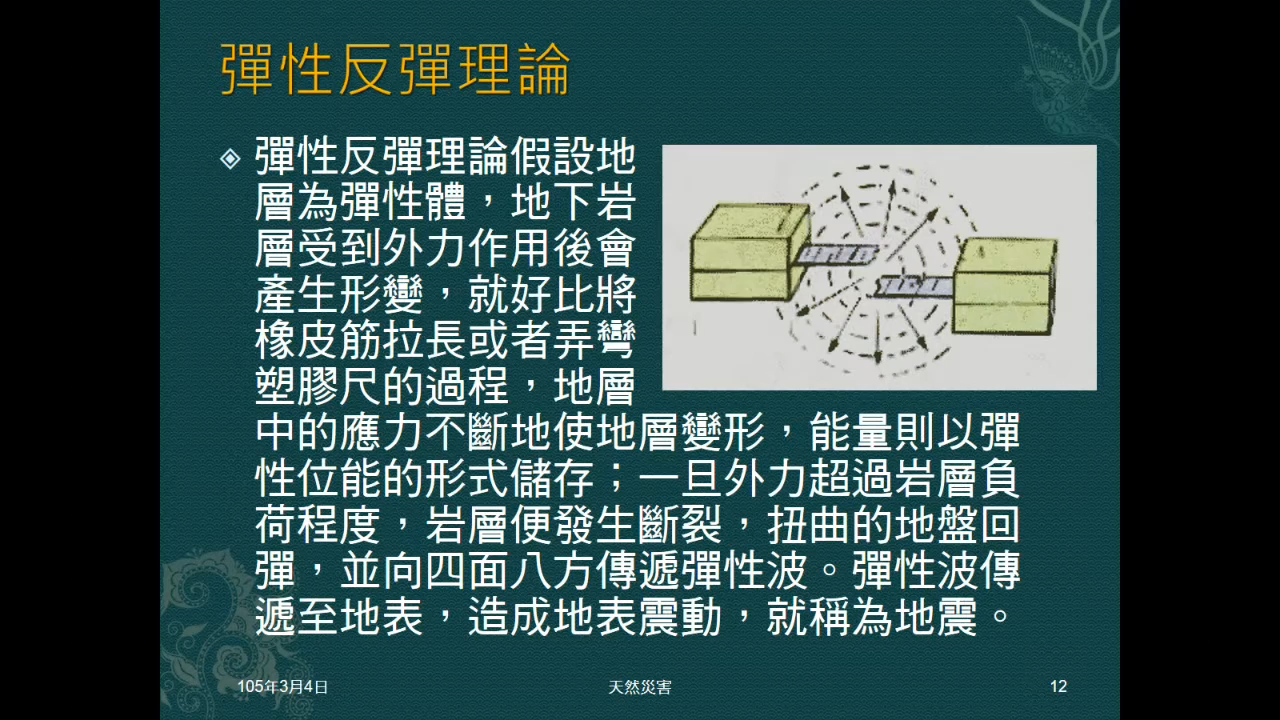 彈性反彈理論
彈性反彈理論假設地
層為彈性體，地下岩
層受到外力作用後會
產生形變，就好比將
橡皮筋拉長或者弄彎
塑膠尺的過程，地層
中的應力不斷地使地層變形，能量則以彈
性位能的形式儲存；一旦外力超過岩層負
荷程度，岩層便發生斷裂，扭曲的地盤回
彈，並向四面八方傳遞彈性波。彈性波傳
遞至地表，造成地表震動，就稱為地震。
105年3月4日
天然災害
12